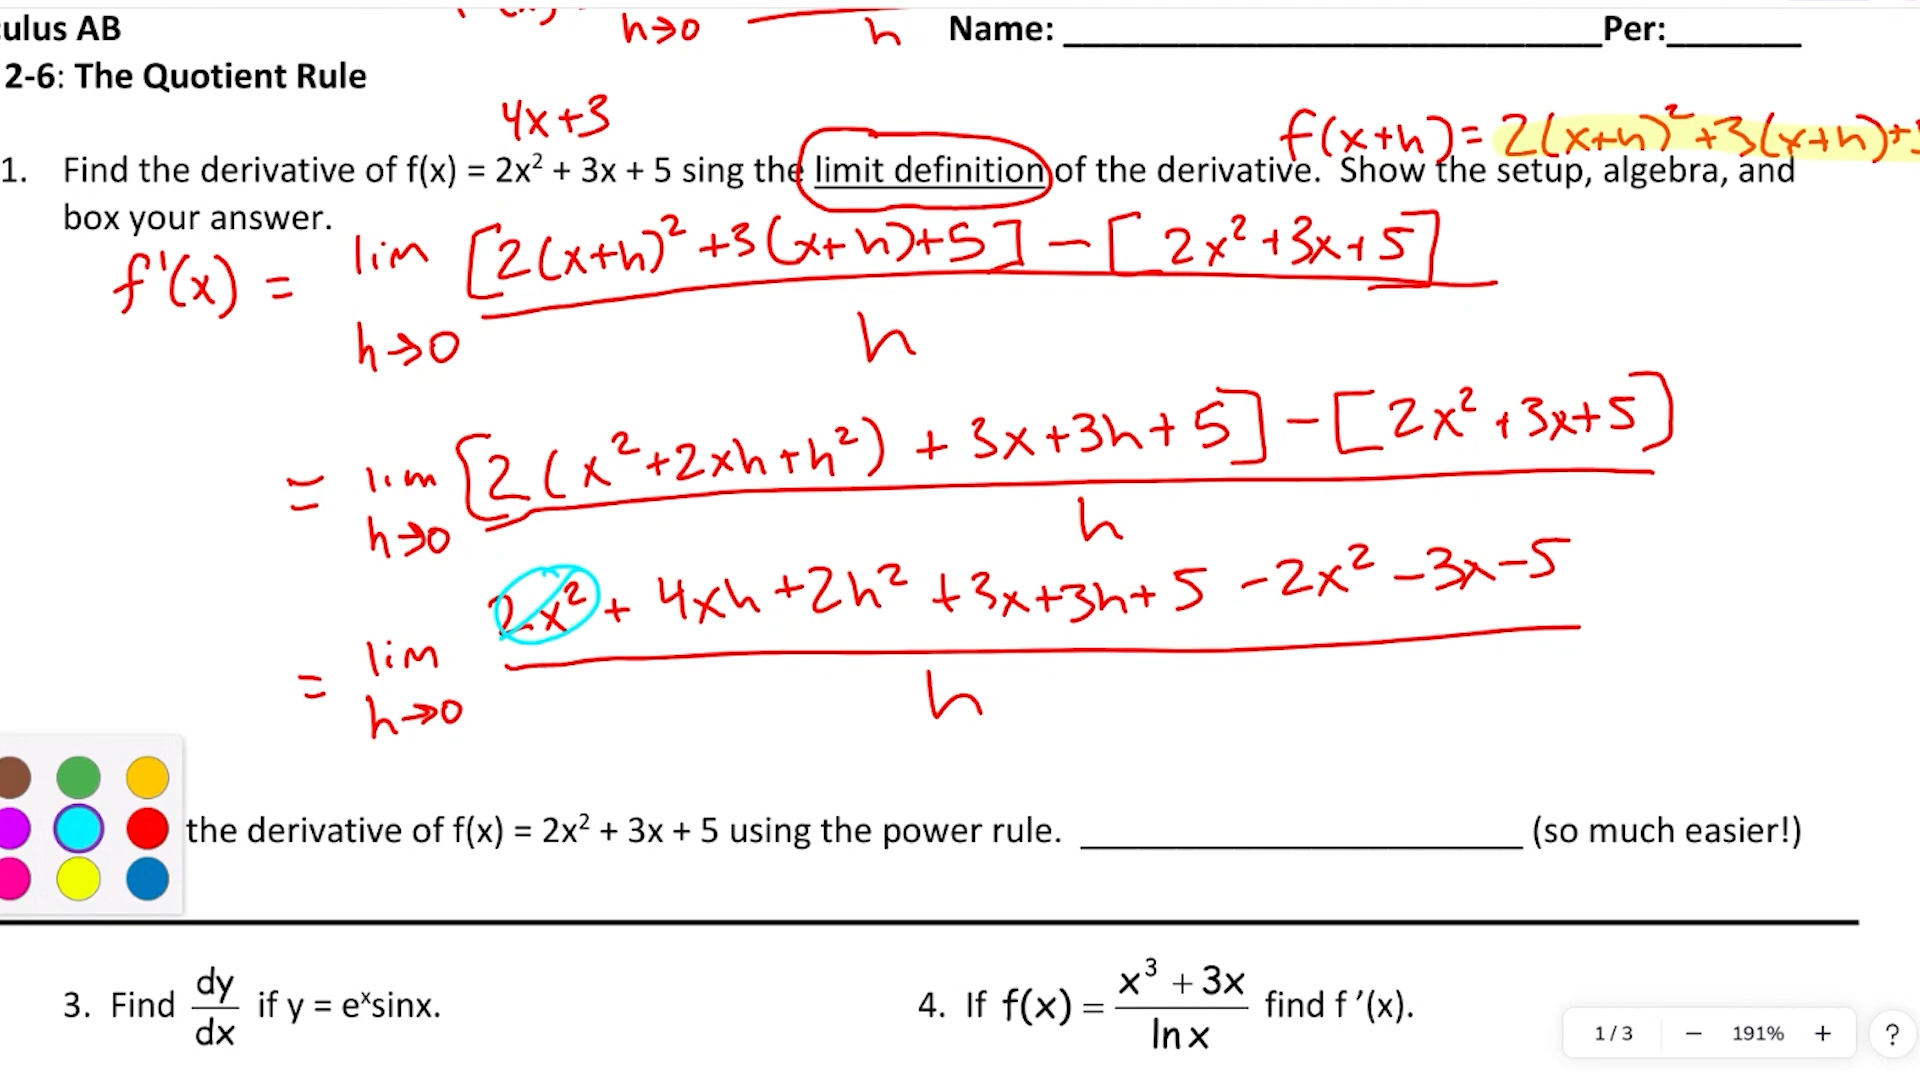 h→0 h
ulus AB Name: ____________________ Per:______
2-6: The Quotient Rule
4x+3
f(x+h)=2(x+h)²+3(x+h)+
1. Find the derivative of f(x) = 2x² + 3x + 5 sing the limit definition of the derivative. Show the setup, algebra, and
box your answer.
f'(x) = lim h→0 [2(x+h)²+3(x+h)+5] - [2x²+3x+5] / h
= lim h→0 [2(x²+2xh+h²) + 3x+3h+5] - [2x²+3x+5] / h
= lim h→0 2x² + 4xh+2h² +3x+3h+5 -2x² -3x-5 / h
the derivative of f(x) = 2x² + 3x + 5 using the power rule. ____________________ (so much easier!)
3. Find dy/dx if y = eˣsinx.
4. If f(x) = x³ + 3x / ln x find f ’(x).
1 / 3 − 191% + ?